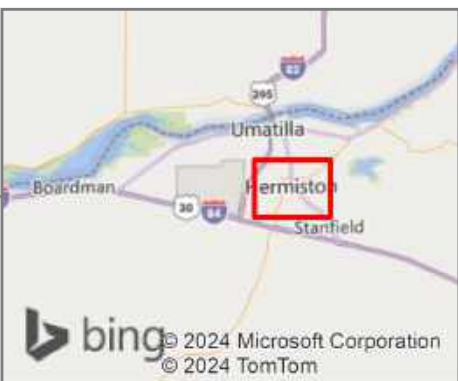 82
395
Umatilla
Boardman
Hermiston
30
84
Stanfield
bing
© 2024 Microsoft Corporation
© 2024 TomTom